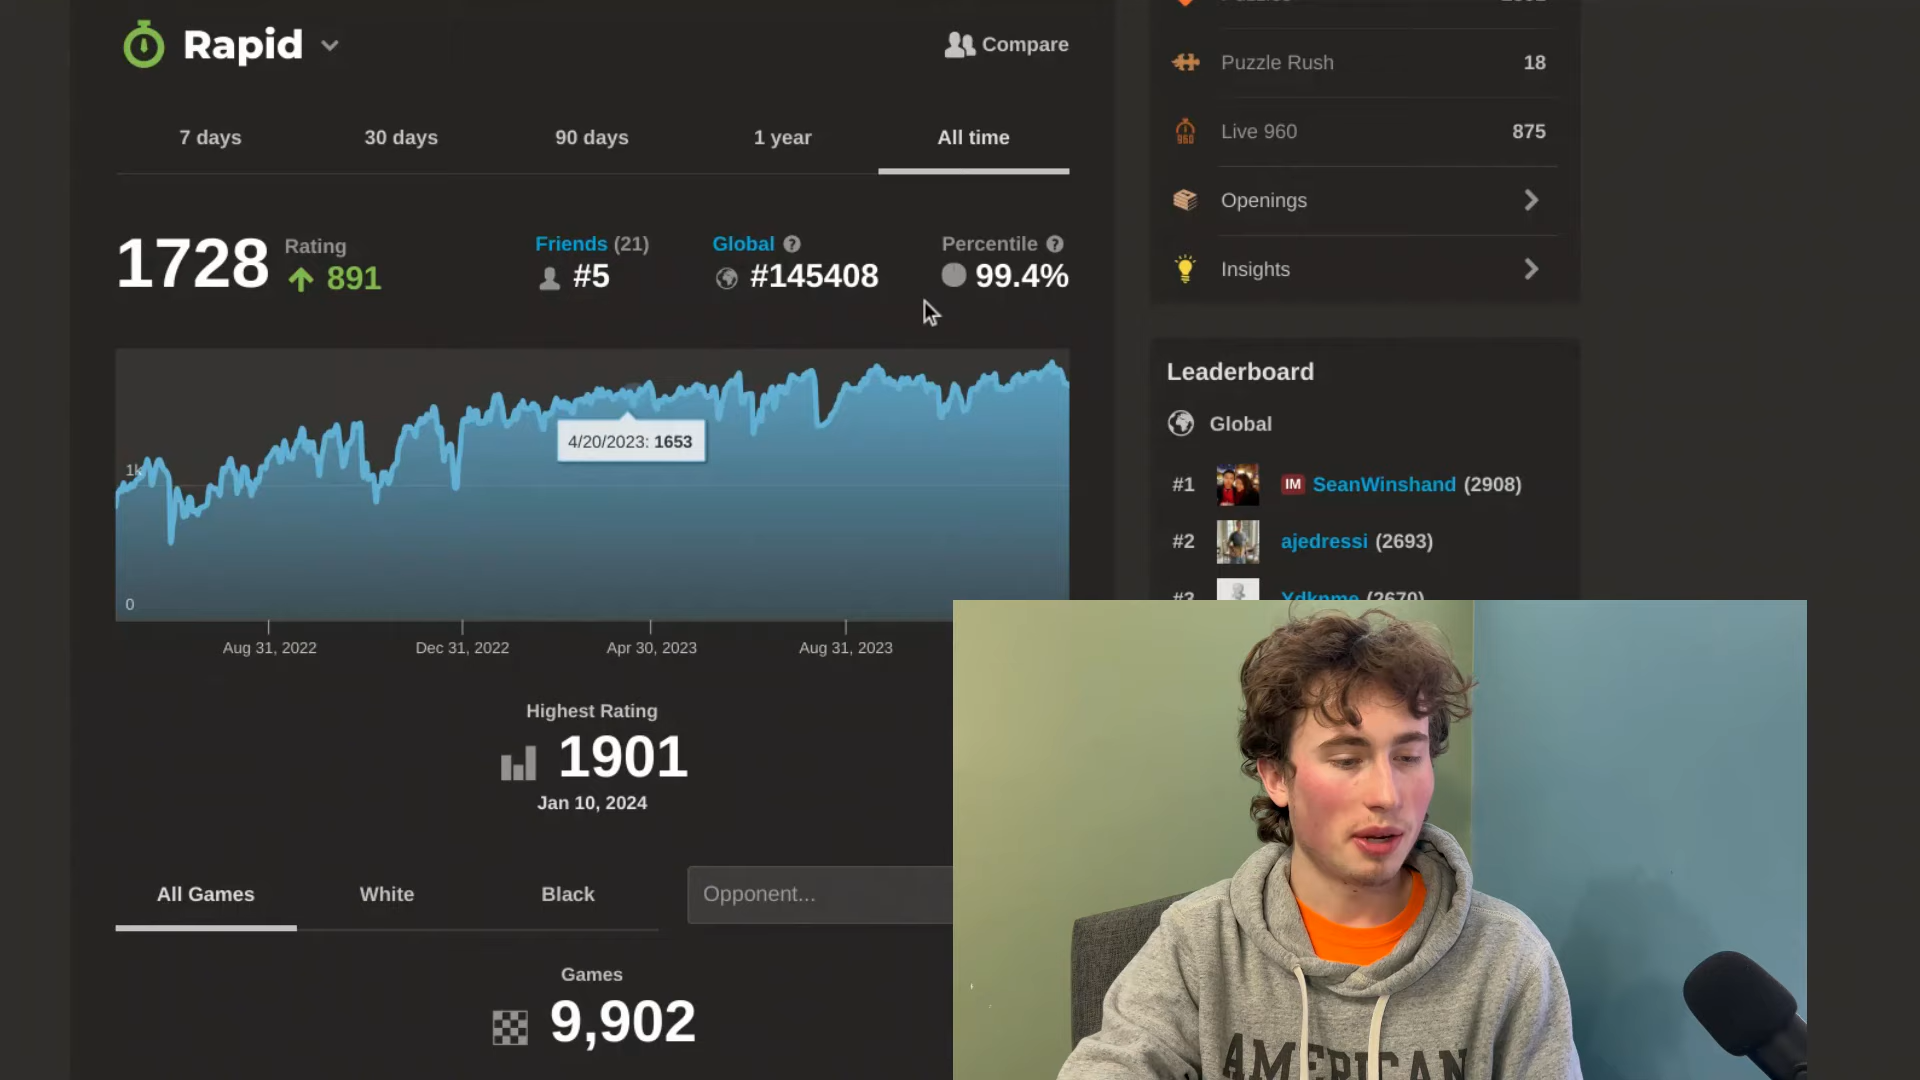 Rapid
Compare
7 days
30 days
90 days
1 year
All time
1728
Rating
891
Friends (21)
#5
Global
#145408
Percentile
99.4%
1k
4/20/2023: 1653
0
Aug 31, 2022
Dec 31, 2022
Apr 30, 2023
Aug 31, 2023
Highest Rating
1901
Jan 10, 2024
All Games
White
Black
Opponent...
Games
9,902
Puzzle Rush
18
960
Live 960
875
Openings
Insights
Leaderboard
Global
#1
IM SeanWinshand (2908)
#2
ajedressi (2693)
#3
(2670)
AMERICAN